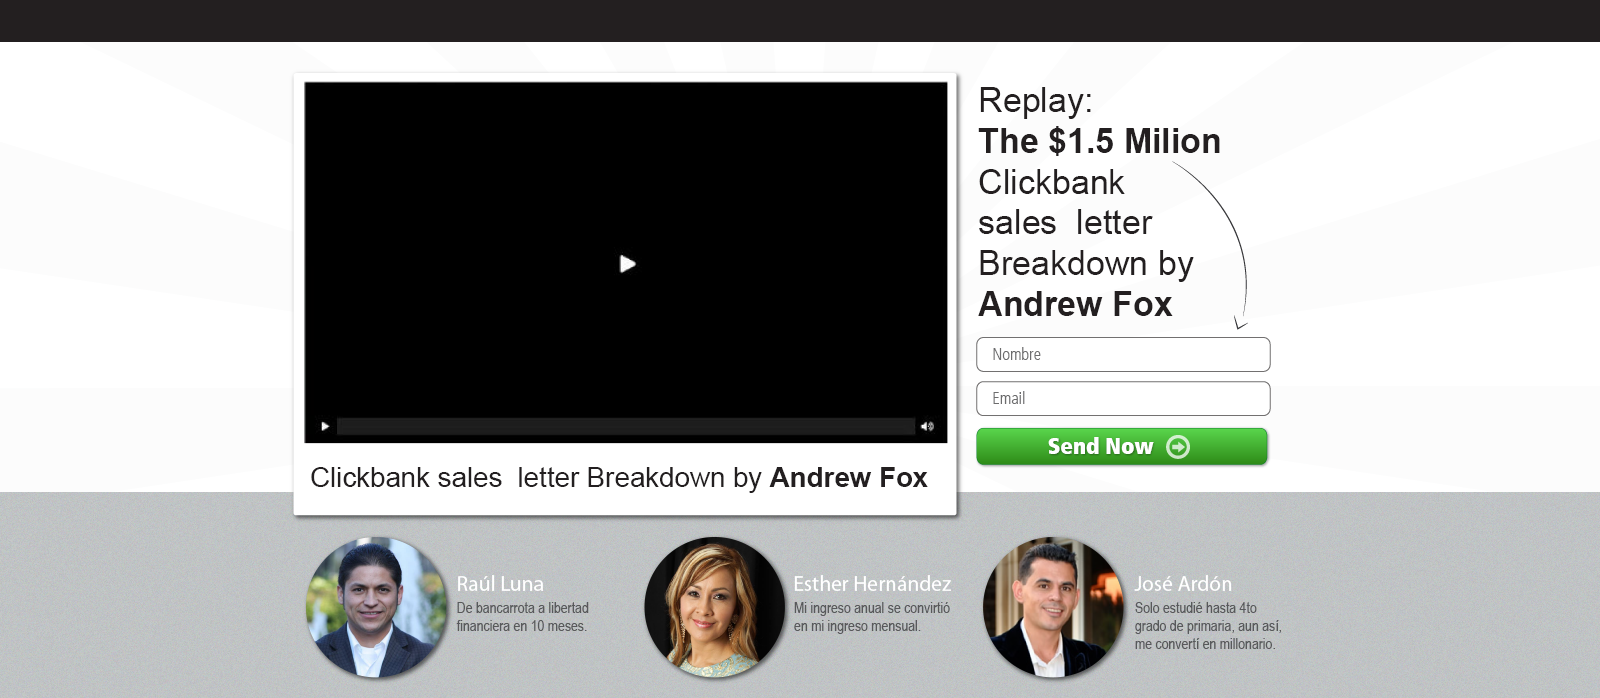 Replay:
The $1.5 Milion
Clickbank
sales letter
Breakdown by
Andrew Fox
Nombre
Email
Send Now
Clickbank sales letter Breakdown by Andrew Fox
Raúl Luna
De bancarrota a libertad
financiera en 10 meses.
Esther Hernández
Mi ingreso anual se convirtió
en mi ingreso mensual.
José Ardón
Solo estudié hasta 4to
grado de primaria, aun así,
me convertí en millonario.